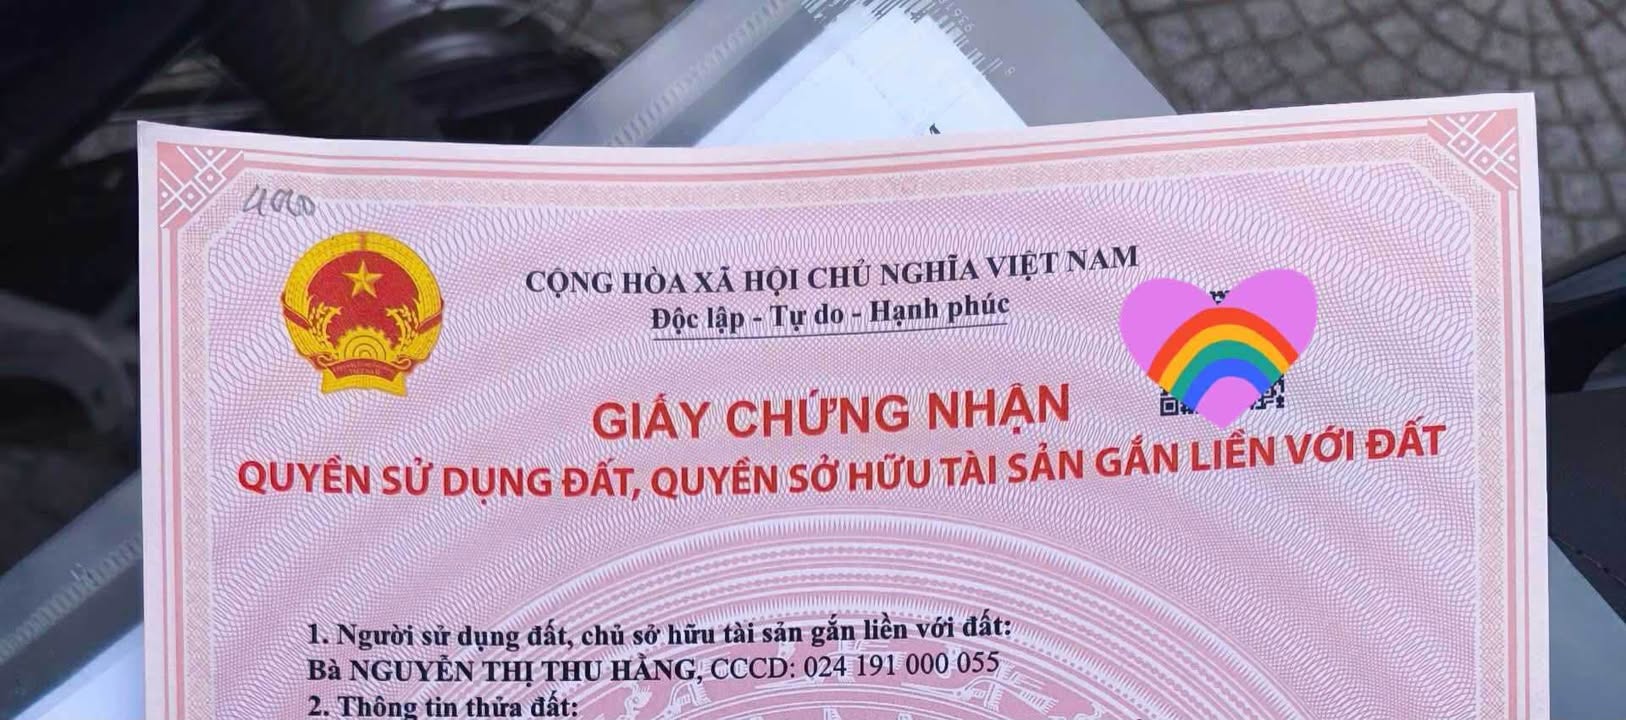 4000
CỘNG HÒA XÃ HỘI CHỦ NGHĨA VIỆT NAM
Độc lập - Tự do - Hạnh phúc
GIẤY CHỨNG NHẬN
QUYỀN SỬ DỤNG ĐẤT, QUYỀN SỞ HỮU TÀI SẢN GẮN LIỀN VỚI ĐẤT
1. Người sử dụng đất, chủ sở hữu tài sản gắn liền với đất:
Bà NGUYỄN THỊ THU HẰNG, CCCD: 024 191 000 055
2. Thông tin thửa đất: